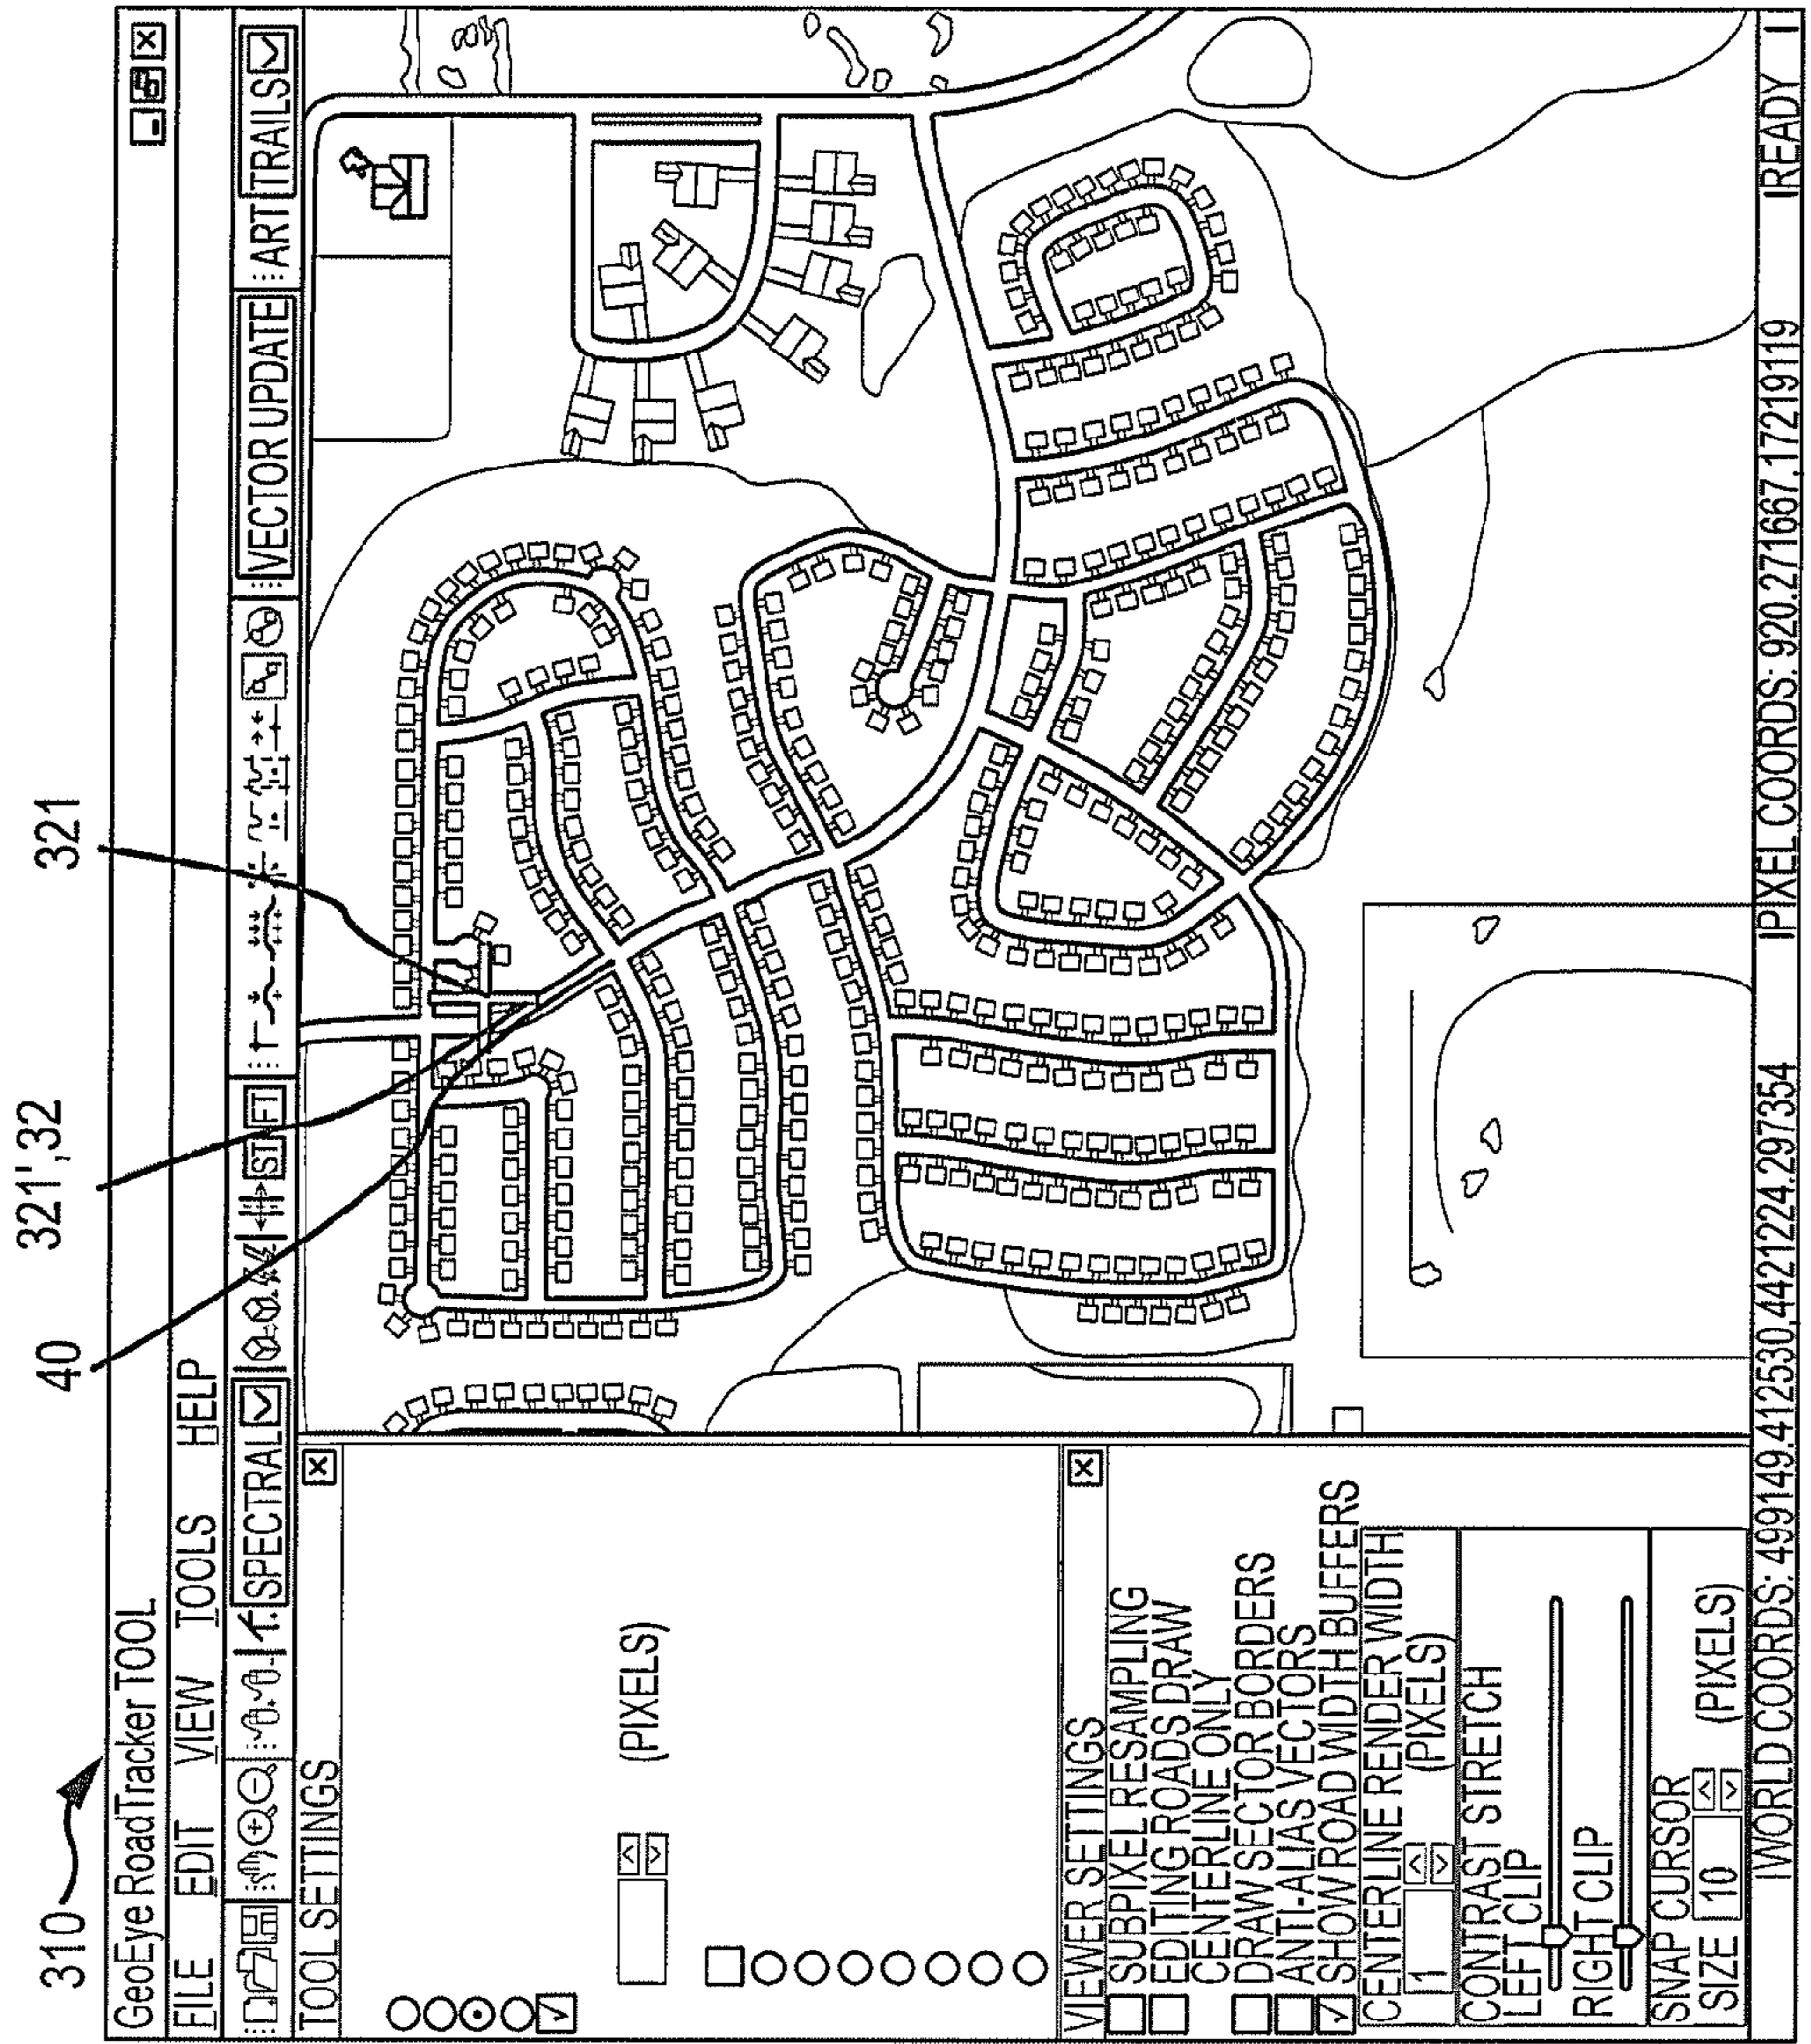 310
40
321',32
321
GeoEye RoadTracker TOOL
FILE EDIT VIEW TOOLS HELP
SPECTRAL
ST FT
VECTOR UPDATE
ART TRAILS
TOOL SETTINGS
(PIXELS)
VIEWER SETTINGS
SUBPIXEL RESAMPLING
EDITING ROADS DRAW
CENTERLINE ONLY
DRAW SECTOR BORDERS
ANTI-ALIAS VECTORS
SHOW ROAD WIDTH BUFFERS
CENTERLINE RENDER WIDTH
1 (PIXELS)
CONTRAST STRETCH
LEFT CLIP
RIGHT CLIP
SNAP CURSOR
SIZE 10 (PIXELS)
WORLD COORDS: 499149.412530,4421224.297354 PIXEL COORDS: 920.271667,1721.9119 READY